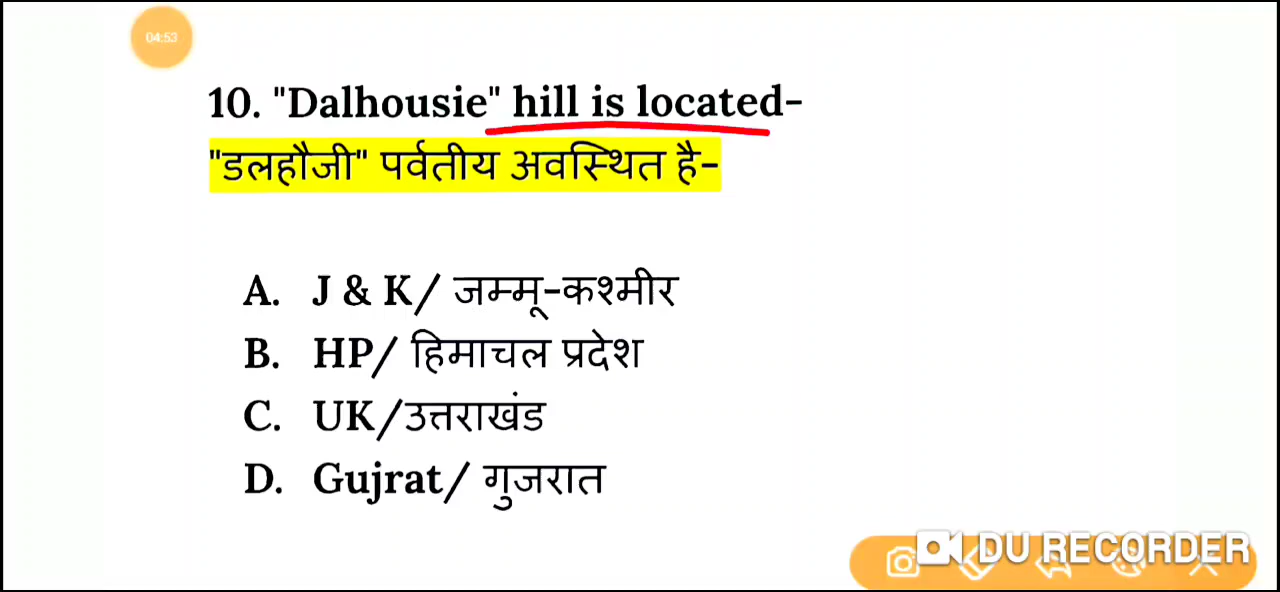 04:53
10. "Dalhousie" hill is located-
"डलहौजी" पर्वतीय अवस्थित है-
A. J & K/ जम्मू-कश्मीर
B. HP/ हिमाचल प्रदेश
C. UK/उत्तराखंड
D. Gujrat/ गुजरात
DU RECORDER